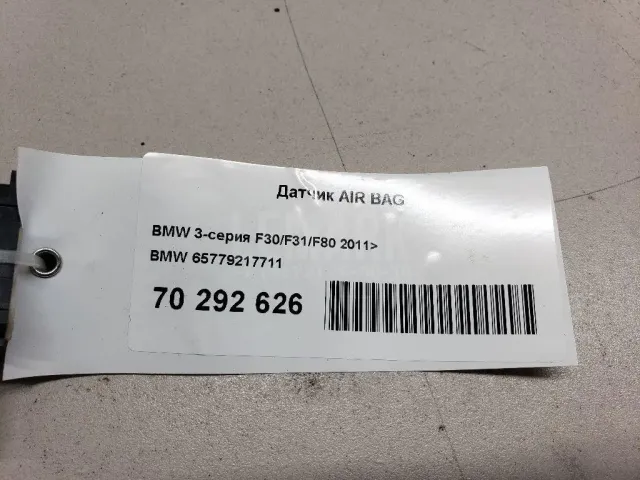 Датчик AIR BAG
BMW 3-серия F30/F31/F80 2011>
BMW 65779217711
70 292 626